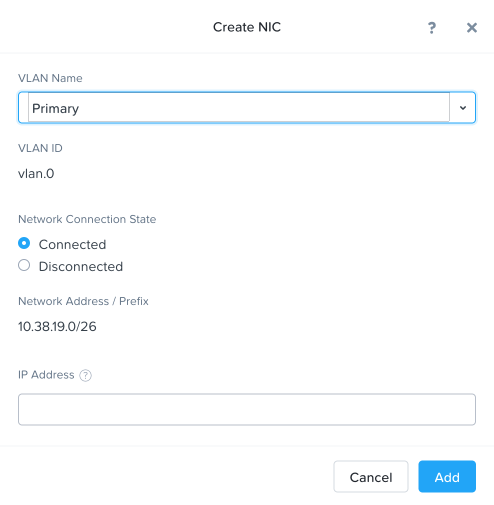 Create NIC
?
×
VLAN Name
Primary
VLAN ID
vlan.0
Network Connection State
Connected
Disconnected
Network Address / Prefix
10.38.19.0/26
IP Address ?
Cancel Add